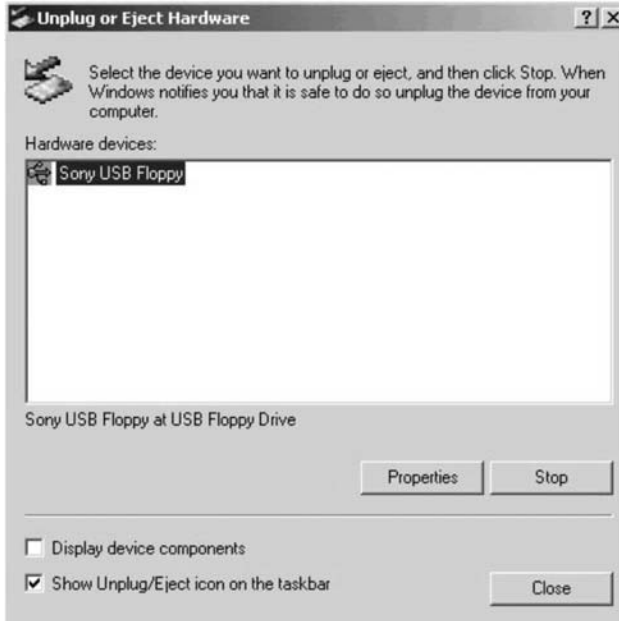 Unplug or Eject Hardware
Select the device you want to unplug or eject, and then click Stop. When
Windows notifies you that it is safe to do so unplug the device from your
computer.
Hardware devices:
Sony USB Floppy
Sony USB Floppy at USB Floppy Drive
Properties
Stop
Display device components
Show Unplug/Eject icon on the taskbar
Close